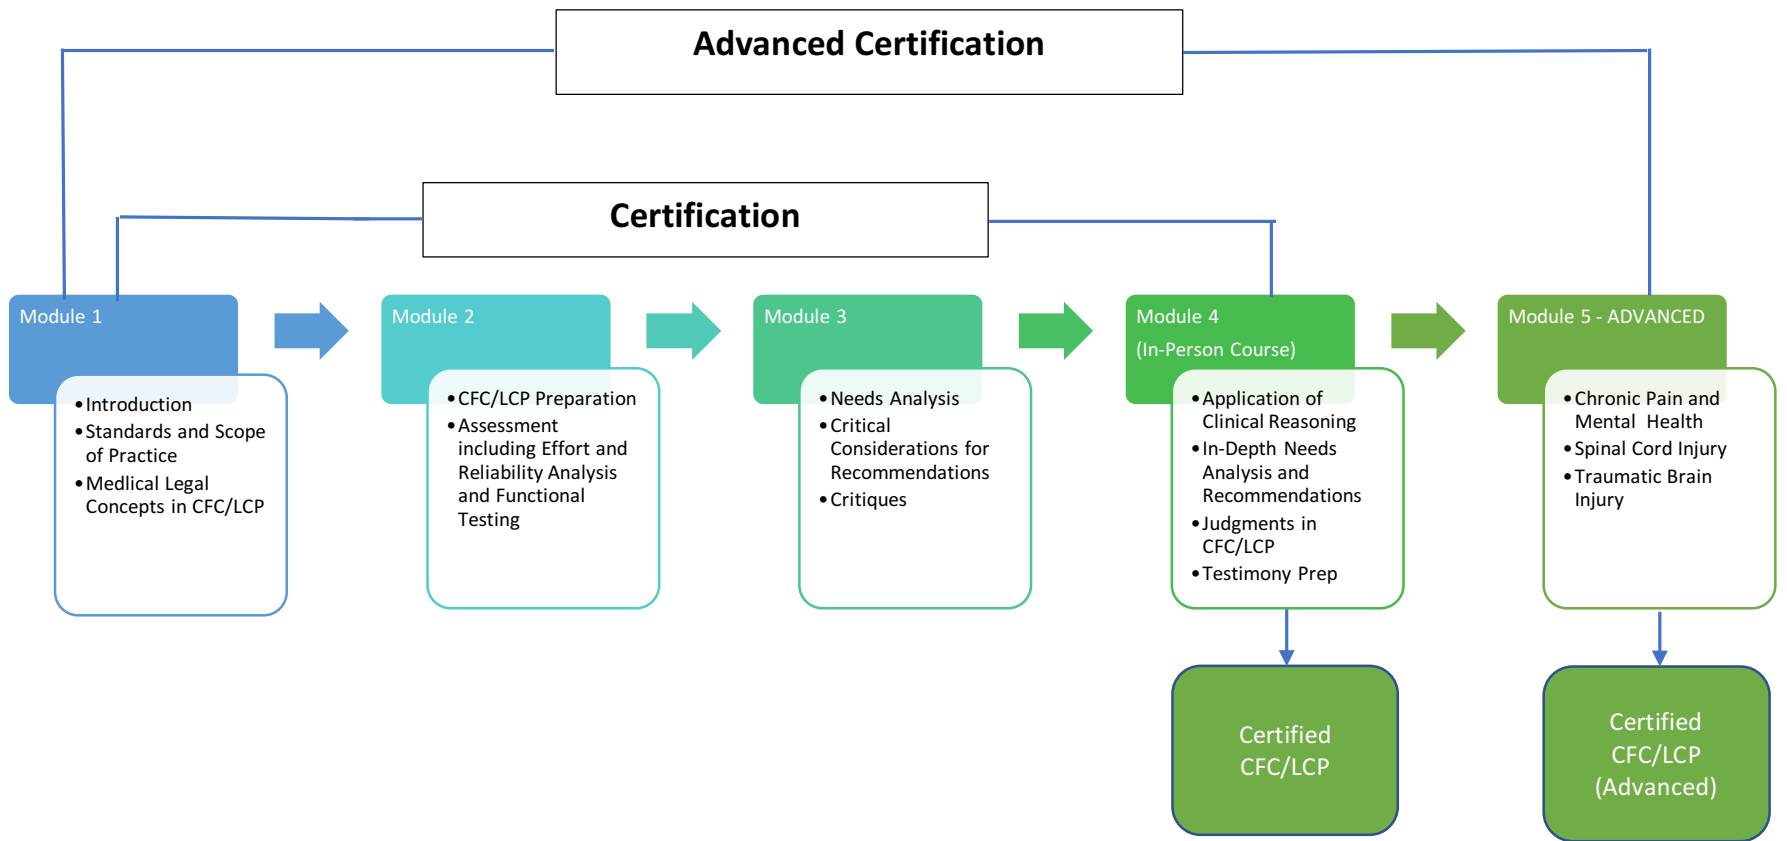 Advanced Certification
Certification
Module 1
• Introduction
• Standards and Scope
of Practice
• Medlical Legal
Concepts in CFC/LCP
Module 2
• CFC/LCP Preparation
• Assessment
including Effort and
Reliability Analysis
and Functional
Testing
Module 3
• Needs Analysis
• Critical
Considerations for
Recommendations
• Critiques
Module 4
(In-Person Course)
• Application of
Clinical Reasoning
• In-Depth Needs
Analysis and
Recommendations
• Judgments in
CFC/LCP
• Testimony Prep
Module 5 - ADVANCED
• Chronic Pain and
Mental Health
• Spinal Cord Injury
• Traumatic Brain
Injury
Certified
CFC/LCP
Certified
CFC/LCP
(Advanced)